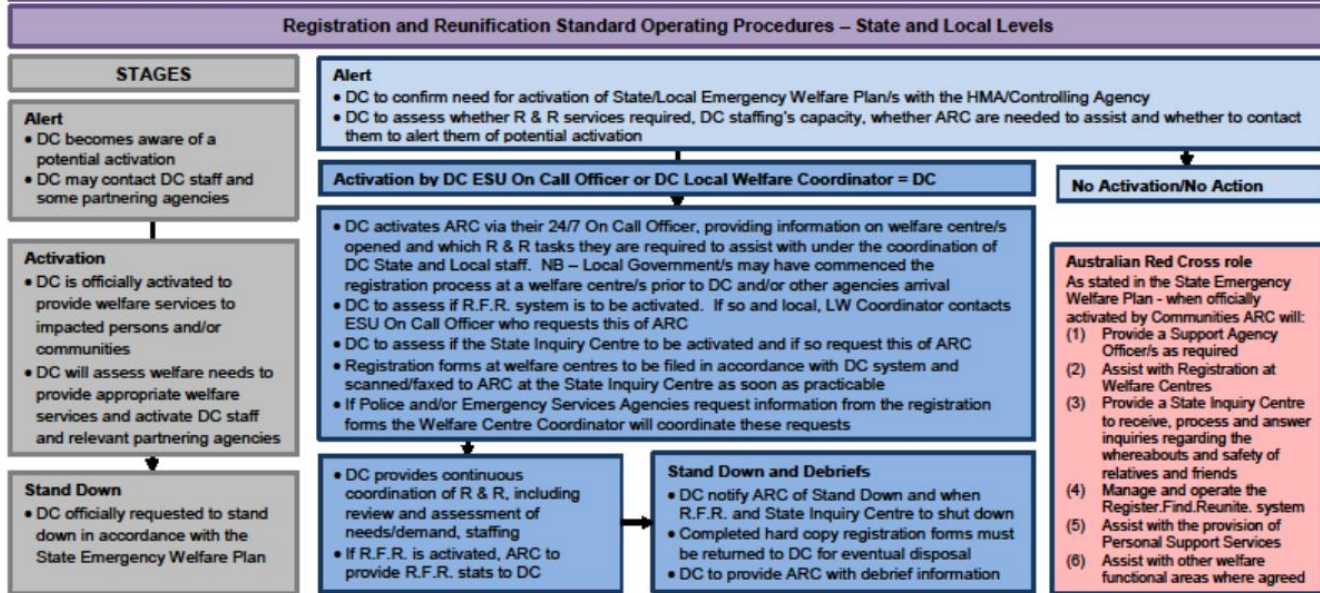 Registration and Reunification Standard Operating Procedures – State and Local Levels
STAGES
Alert
• DC becomes aware of a
potential activation
• DC may contact DC staff and
some partnering agencies
Activation
• DC is officially activated to
provide welfare services to
impacted persons and/or
communities
• DC will assess welfare needs to
provide appropriate welfare
services and activate DC staff
and relevant partnering agencies
Stand Down
• DC officially requested to stand
down in accordance with the
State Emergency Welfare Plan
Alert
• DC to confirm need for activation of State/Local Emergency Welfare Plan/s with the HMA/Controlling Agency
• DC to assess whether R & R services required, DC staffing's capacity, whether ARC are needed to assist and whether to contact
them to alert them of potential activation
Activation by DC ESU On Call Officer or DC Local Welfare Coordinator = DC
No Activation/No Action
• DC activates ARC via their 24/7 On Call Officer, providing information on welfare centre/s
opened and which R & R tasks they are required to assist with under the coordination of
DC State and Local staff. NB – Local Government/s may have commenced the
registration process at a welfare centre/s prior to DC and/or other agencies arrival
• DC to assess if R.F.R. system is to be activated. If so and local, LW Coordinator contacts
ESU On Call Officer who requests this of ARC
• DC to assess if the State Inquiry Centre to be activated and if so request this of ARC
• Registration forms at welfare centres to be filed in accordance with DC system and
scanned/faxed to ARC at the State Inquiry Centre as soon as practicable
• If Police and/or Emergency Services Agencies request information from the registration
forms the Welfare Centre Coordinator will coordinate these requests
• DC provides continuous
coordination of R & R, including
review and assessment of
needs/demand, staffing
• If R.F.R. is activated, ARC to
provide R.F.R. stats to DC
Stand Down and Debriefs
• DC notify ARC of Stand Down and when
R.F.R. and State Inquiry Centre to shut down
• Completed hard copy registration forms must
be returned to DC for eventual disposal
• DC to provide ARC with debrief information
Australian Red Cross role
As stated in the State Emergency
Welfare Plan - when officially
activated by Communities ARC will:
(1) Provide a Support Agency
Officer/s as required
(2) Assist with Registration at
Welfare Centres
(3) Provide a State Inquiry Centre
to receive, process and answer
inquiries regarding the
whereabouts and safety of
relatives and friends
(4) Manage and operate the
Register.Find.Reunite. system
(5) Assist with the provision of
Personal Support Services
(6) Assist with other welfare
functional areas where agreed